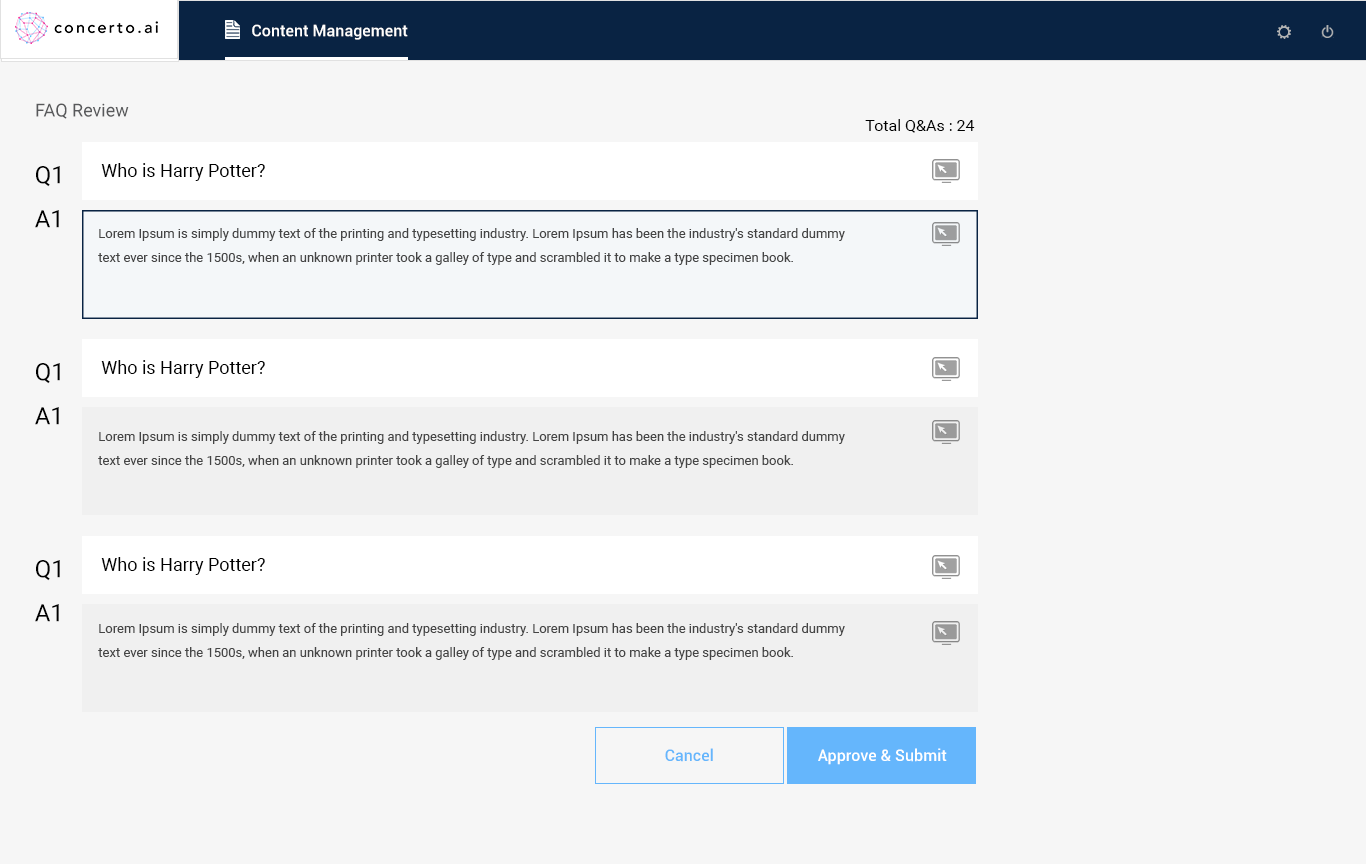 concerto.ai
Content Management
FAQ Review
Total Q&As : 24
Q1
Who is Harry Potter?
A1
Lorem Ipsum is simply dummy text of the printing and typesetting industry. Lorem Ipsum has been the industry's standard dummy
text ever since the 1500s, when an unknown printer took a galley of type and scrambled it to make a type specimen book.
Q1
Who is Harry Potter?
A1
Lorem Ipsum is simply dummy text of the printing and typesetting industry. Lorem Ipsum has been the industry's standard dummy
text ever since the 1500s, when an unknown printer took a galley of type and scrambled it to make a type specimen book.
Q1
Who is Harry Potter?
A1
Lorem Ipsum is simply dummy text of the printing and typesetting industry. Lorem Ipsum has been the industry's standard dummy
text ever since the 1500s, when an unknown printer took a galley of type and scrambled it to make a type specimen book.
Cancel
Approve & Submit